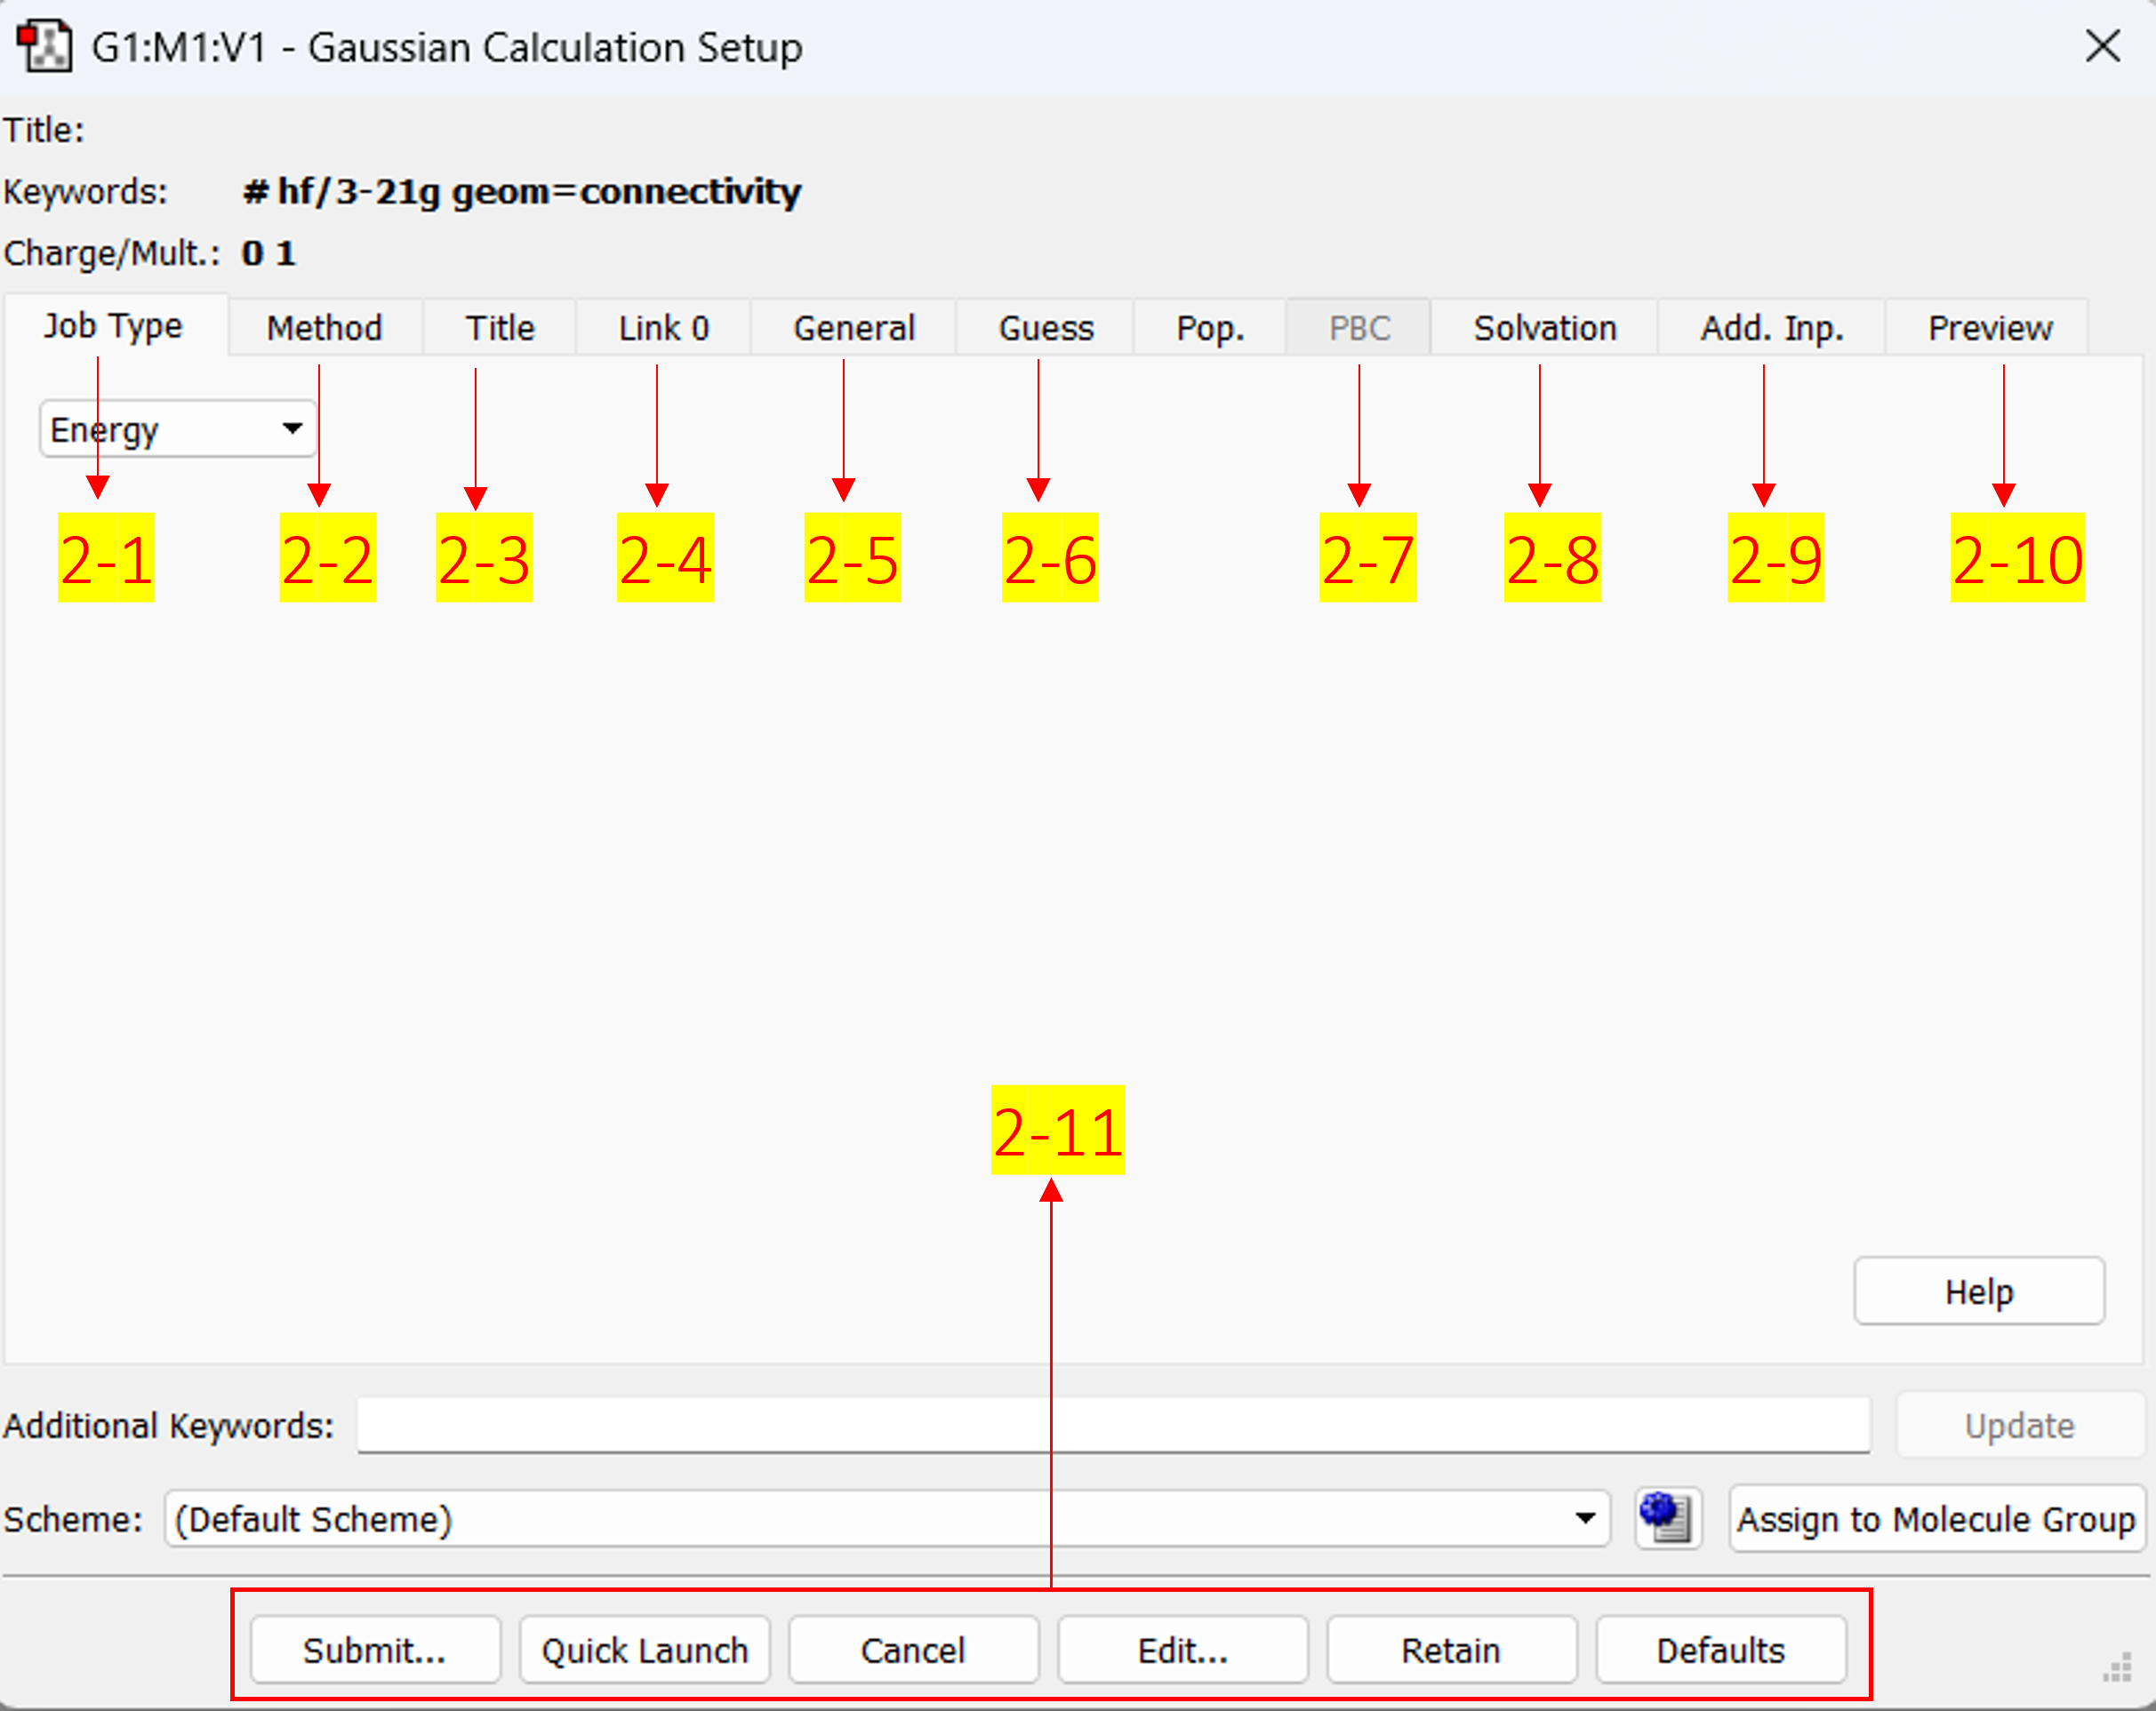 G1:M1:V1 - Gaussian Calculation Setup
Title:
Keywords: # hf/3-21g geom=connectivity
Charge/Mult.: 0 1
Job Type Method Title Link 0 General Guess Pop. PBC Solvation Add. Inp. Preview
Energy
2-1 2-2 2-3 2-4 2-5 2-6 2-7 2-8 2-9 2-10
2-11
Help
Additional Keywords: Update
Scheme: (Default Scheme) Assign to Molecule Group
Submit... Quick Launch Cancel Edit... Retain Defaults